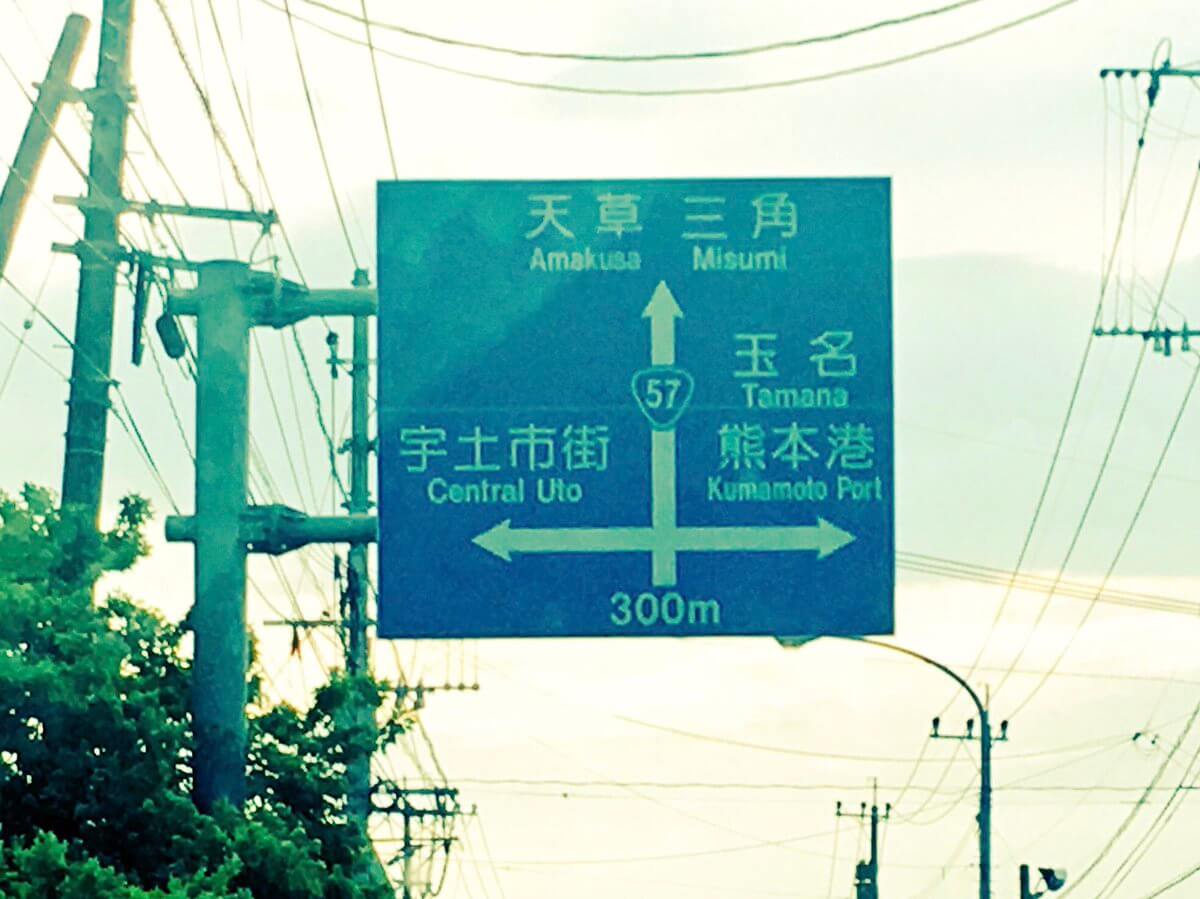 天草 三角
Amakusa Misumi
玉名
Tamana
57
宇土市街
Central Uto
熊本港
Kumamoto Port
300m